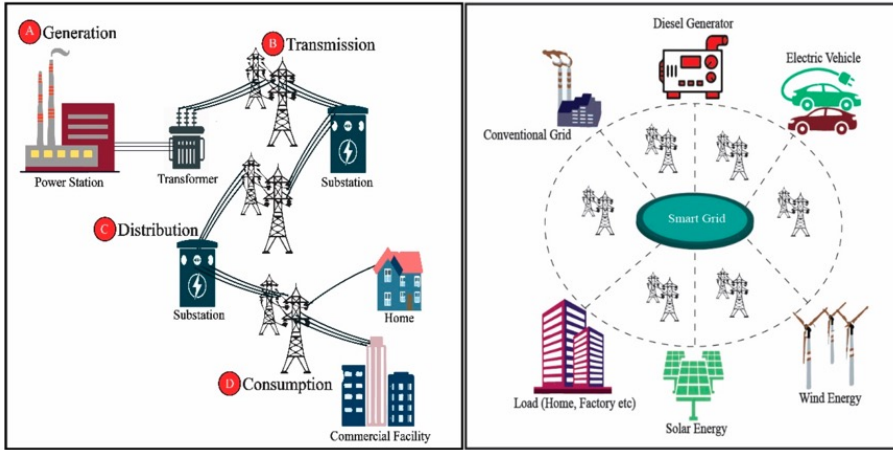 A Generation
B Transmission
Power Station
Transformer
Substation
C Distribution
Substation
Home
D Consumption
Commercial Facility
Diesel Generator
Electric Vehicle
Conventional Grid
Smart Grid
Load (Home, Factory etc)
Solar Energy
Wind Energy